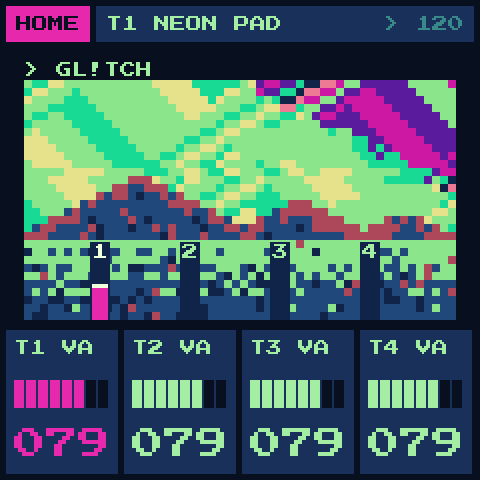 HOME T1 NEON PAD > 120
> GL!TCH
1 2 3 4
T1 VA T2 VA T3 VA T4 VA
079 079 079 079